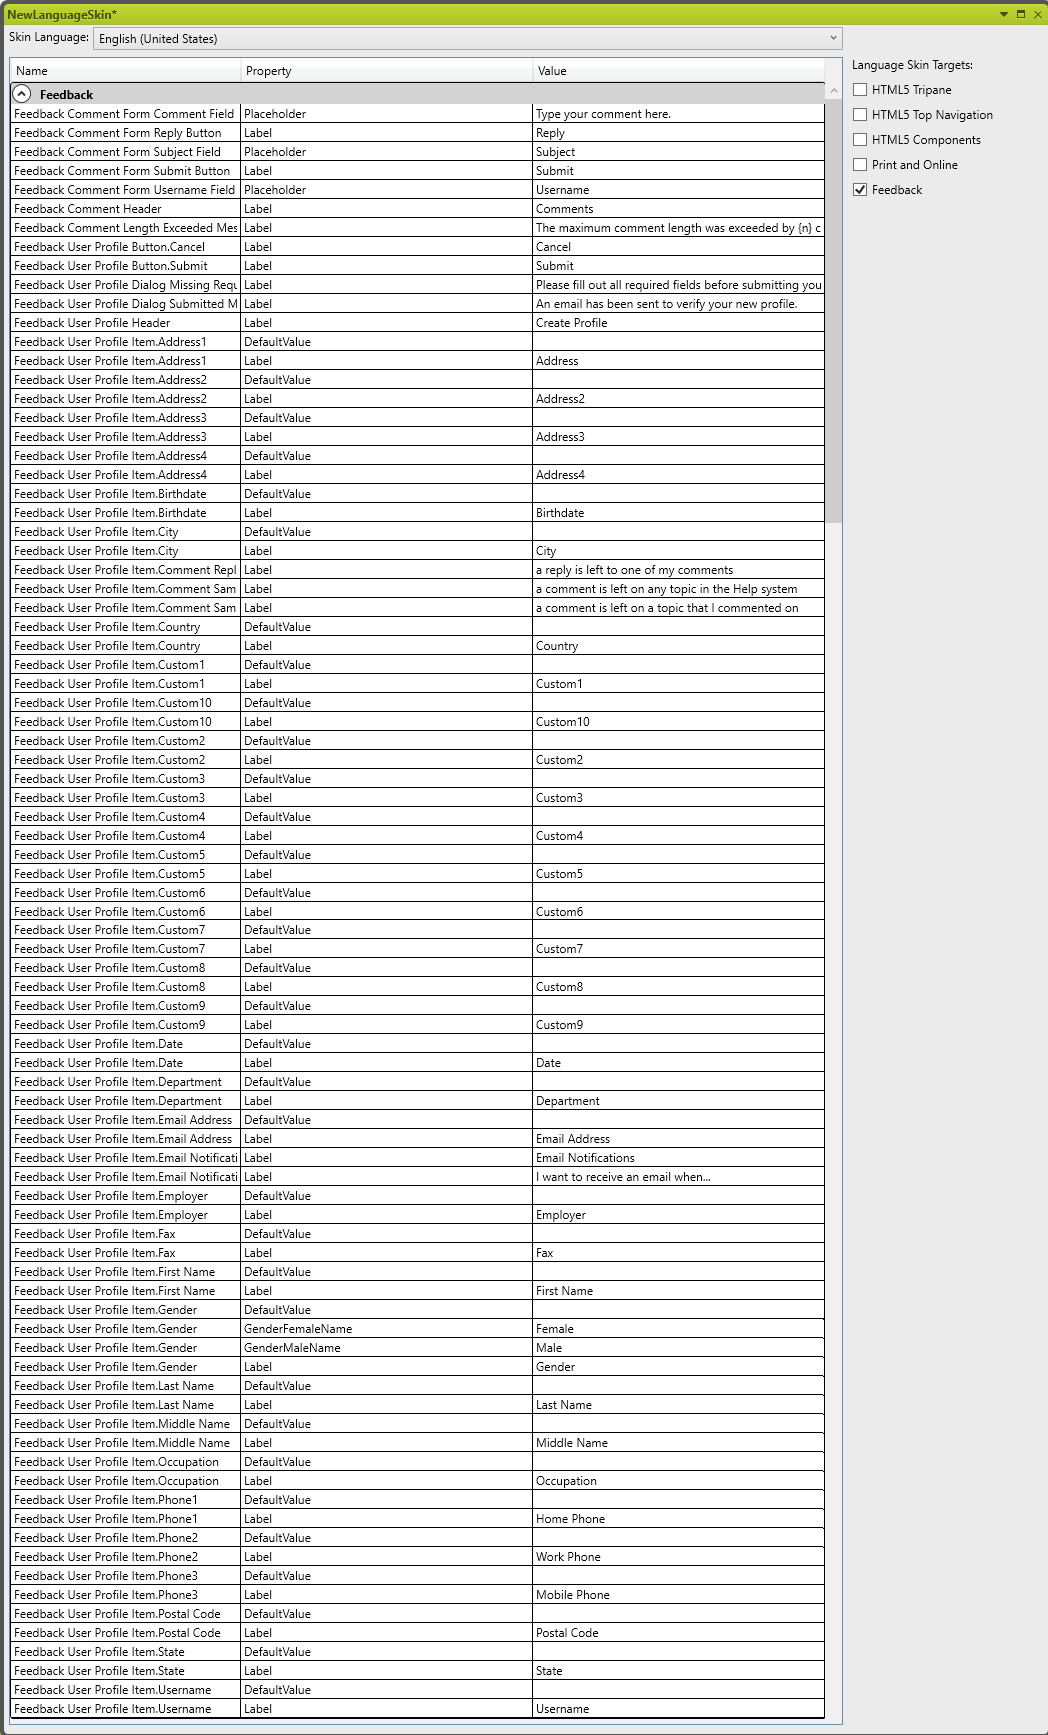 NewLanguageSkin*
Skin Language: English (United States)
Language Skin Targets:
HTML5 Tripane
HTML5 Top Navigation
HTML5 Components
Print and Online
Feedback
Name Property Value
Feedback
Feedback Comment Form Comment Field Placeholder Type your comment here.
Feedback Comment Form Reply Button Label Reply
Feedback Comment Form Subject Field Placeholder Subject
Feedback Comment Form Submit Button Label Submit
Feedback Comment Form Username Field Placeholder Username
Feedback Comment Header Label Comments
Feedback Comment Length Exceeded Mes Label The maximum comment length was exceeded by {n} c
Feedback User Profile Button.Cancel Label Cancel
Feedback User Profile Button.Submit Label Submit
Feedback User Profile Dialog Missing Requ Label Please fill out all required fields before submitting you
Feedback User Profile Dialog Submitted M Label An email has been sent to verify your new profile.
Feedback User Profile Header Label Create Profile
Feedback User Profile Item.Address1 DefaultValue
Feedback User Profile Item.Address1 Label Address
Feedback User Profile Item.Address2 DefaultValue
Feedback User Profile Item.Address2 Label Address2
Feedback User Profile Item.Address3 DefaultValue
Feedback User Profile Item.Address3 Label Address3
Feedback User Profile Item.Address4 DefaultValue
Feedback User Profile Item.Address4 Label Address4
Feedback User Profile Item.Birthdate DefaultValue
Feedback User Profile Item.Birthdate Label Birthdate
Feedback User Profile Item.City DefaultValue
Feedback User Profile Item.City Label City
Feedback User Profile Item.Comment Repl Label a reply is left to one of my comments
Feedback User Profile Item.Comment Sam Label a comment is left on any topic in the Help system
Feedback User Profile Item.Comment Sam Label a comment is left on a topic that I commented on
Feedback User Profile Item.Country DefaultValue
Feedback User Profile Item.Country Label Country
Feedback User Profile Item.Custom1 DefaultValue
Feedback User Profile Item.Custom1 Label Custom1
Feedback User Profile Item.Custom10 DefaultValue
Feedback User Profile Item.Custom10 Label Custom10
Feedback User Profile Item.Custom2 DefaultValue
Feedback User Profile Item.Custom2 Label Custom2
Feedback User Profile Item.Custom3 DefaultValue
Feedback User Profile Item.Custom3 Label Custom3
Feedback User Profile Item.Custom4 DefaultValue
Feedback User Profile Item.Custom4 Label Custom4
Feedback User Profile Item.Custom5 DefaultValue
Feedback User Profile Item.Custom5 Label Custom5
Feedback User Profile Item.Custom6 DefaultValue
Feedback User Profile Item.Custom6 Label Custom6
Feedback User Profile Item.Custom7 DefaultValue
Feedback User Profile Item.Custom7 Label Custom7
Feedback User Profile Item.Custom8 DefaultValue
Feedback User Profile Item.Custom8 Label Custom8
Feedback User Profile Item.Custom9 DefaultValue
Feedback User Profile Item.Custom9 Label Custom9
Feedback User Profile Item.Date DefaultValue
Feedback User Profile Item.Date Label Date
Feedback User Profile Item.Department DefaultValue
Feedback User Profile Item.Department Label Department
Feedback User Profile Item.Email Address DefaultValue
Feedback User Profile Item.Email Address Label Email Address
Feedback User Profile Item.Email Notificati Label Email Notifications
Feedback User Profile Item.Email Notificati Label I want to receive an email when...
Feedback User Profile Item.Employer DefaultValue
Feedback User Profile Item.Employer Label Employer
Feedback User Profile Item.Fax DefaultValue
Feedback User Profile Item.Fax Label Fax
Feedback User Profile Item.First Name DefaultValue
Feedback User Profile Item.First Name Label First Name
Feedback User Profile Item.Gender DefaultValue
Feedback User Profile Item.Gender GenderFemaleName Female
Feedback User Profile Item.Gender GenderMaleName Male
Feedback User Profile Item.Gender Label Gender
Feedback User Profile Item.Last Name DefaultValue
Feedback User Profile Item.Last Name Label Last Name
Feedback User Profile Item.Middle Name DefaultValue
Feedback User Profile Item.Middle Name Label Middle Name
Feedback User Profile Item.Occupation DefaultValue
Feedback User Profile Item.Occupation Label Occupation
Feedback User Profile Item.Phone1 DefaultValue
Feedback User Profile Item.Phone1 Label Home Phone
Feedback User Profile Item.Phone2 DefaultValue
Feedback User Profile Item.Phone2 Label Work Phone
Feedback User Profile Item.Phone3 DefaultValue
Feedback User Profile Item.Phone3 Label Mobile Phone
Feedback User Profile Item.Postal Code DefaultValue
Feedback User Profile Item.Postal Code Label Postal Code
Feedback User Profile Item.State DefaultValue
Feedback User Profile Item.State Label State
Feedback User Profile Item.Username DefaultValue
Feedback User Profile Item.Username Label Username